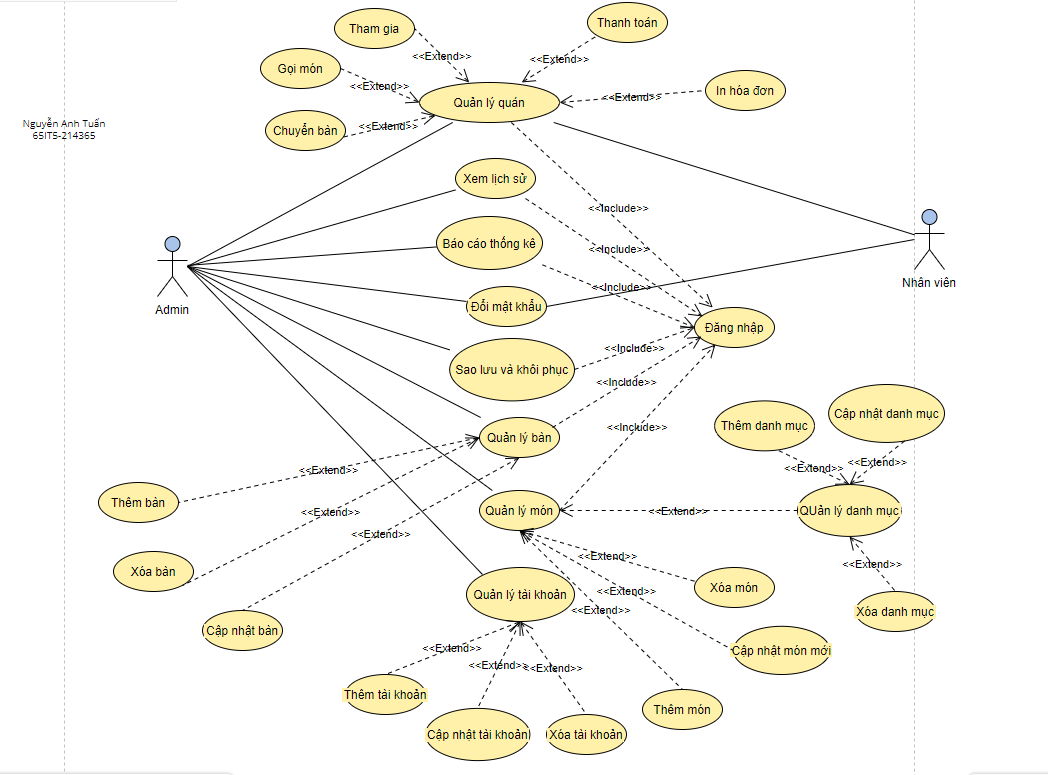 Tham gia
Thanh toán
<<Extend>>
<<Extend>>
Gọi món
<<Extend>>
In hóa đơn
<<Extend>>
Quản lý quán
Nguyễn Anh Tuấn
65IT5-214365
Chuyển bàn
<<Extend>>
Xem lịch sử
<<Include>>
Báo cáo thống kê
<<Include>>
Nhân viên
<<Include>>
Admin
Đổi mật khẩu
Đăng nhập
<<Include>>
Sao lưu và khôi phục
<<Include>>
Cập nhật danh mục
Thêm danh mục
<<Include>>
Quản lý bàn
<<Extend>>
<<Extend>>
<<Extend>>
Thêm bàn
Quản lý món
<<Extend>>
QUản lý danh mục
<<Extend>>
<<Extend>>
<<Extend>>
<<Extend>>
Xóa bàn
Xóa món
<<Extend>>
Quản lý tài khoản
<<Extend>>
Xóa danh mục
Cập nhật bàn
<<Extend>>
Cập nhật món mới
<<Extend>>
<<Extend>>
Thêm tài khoản
Thêm món
Cập nhật tài khoản
Xóa tài khoản